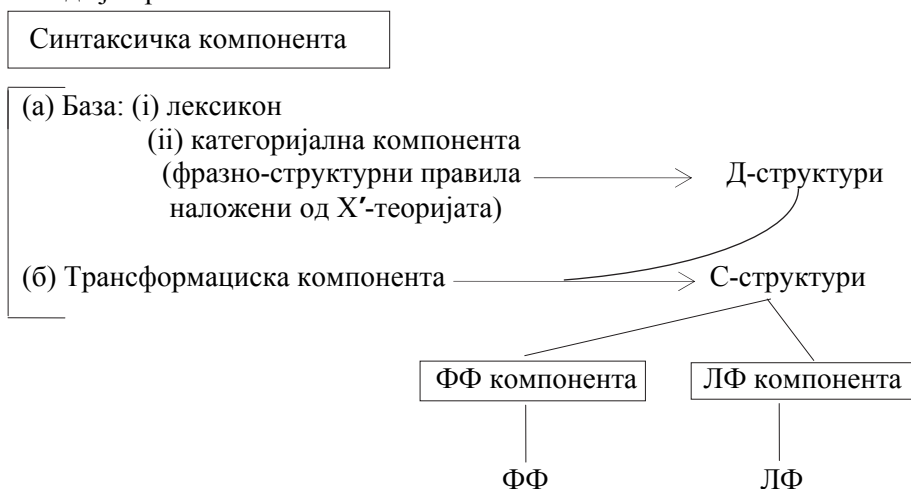 Синтаксичка компонента
(а) База: (i) лексикон
(ii) категоријална компонента
(фразно-структурни правила
Д-структури
наложени од Х′-теоријата)
(б) Трансформациска компонента
С-структури
ФФ компонента
ЛФ компонента
ФФ
ЛФ